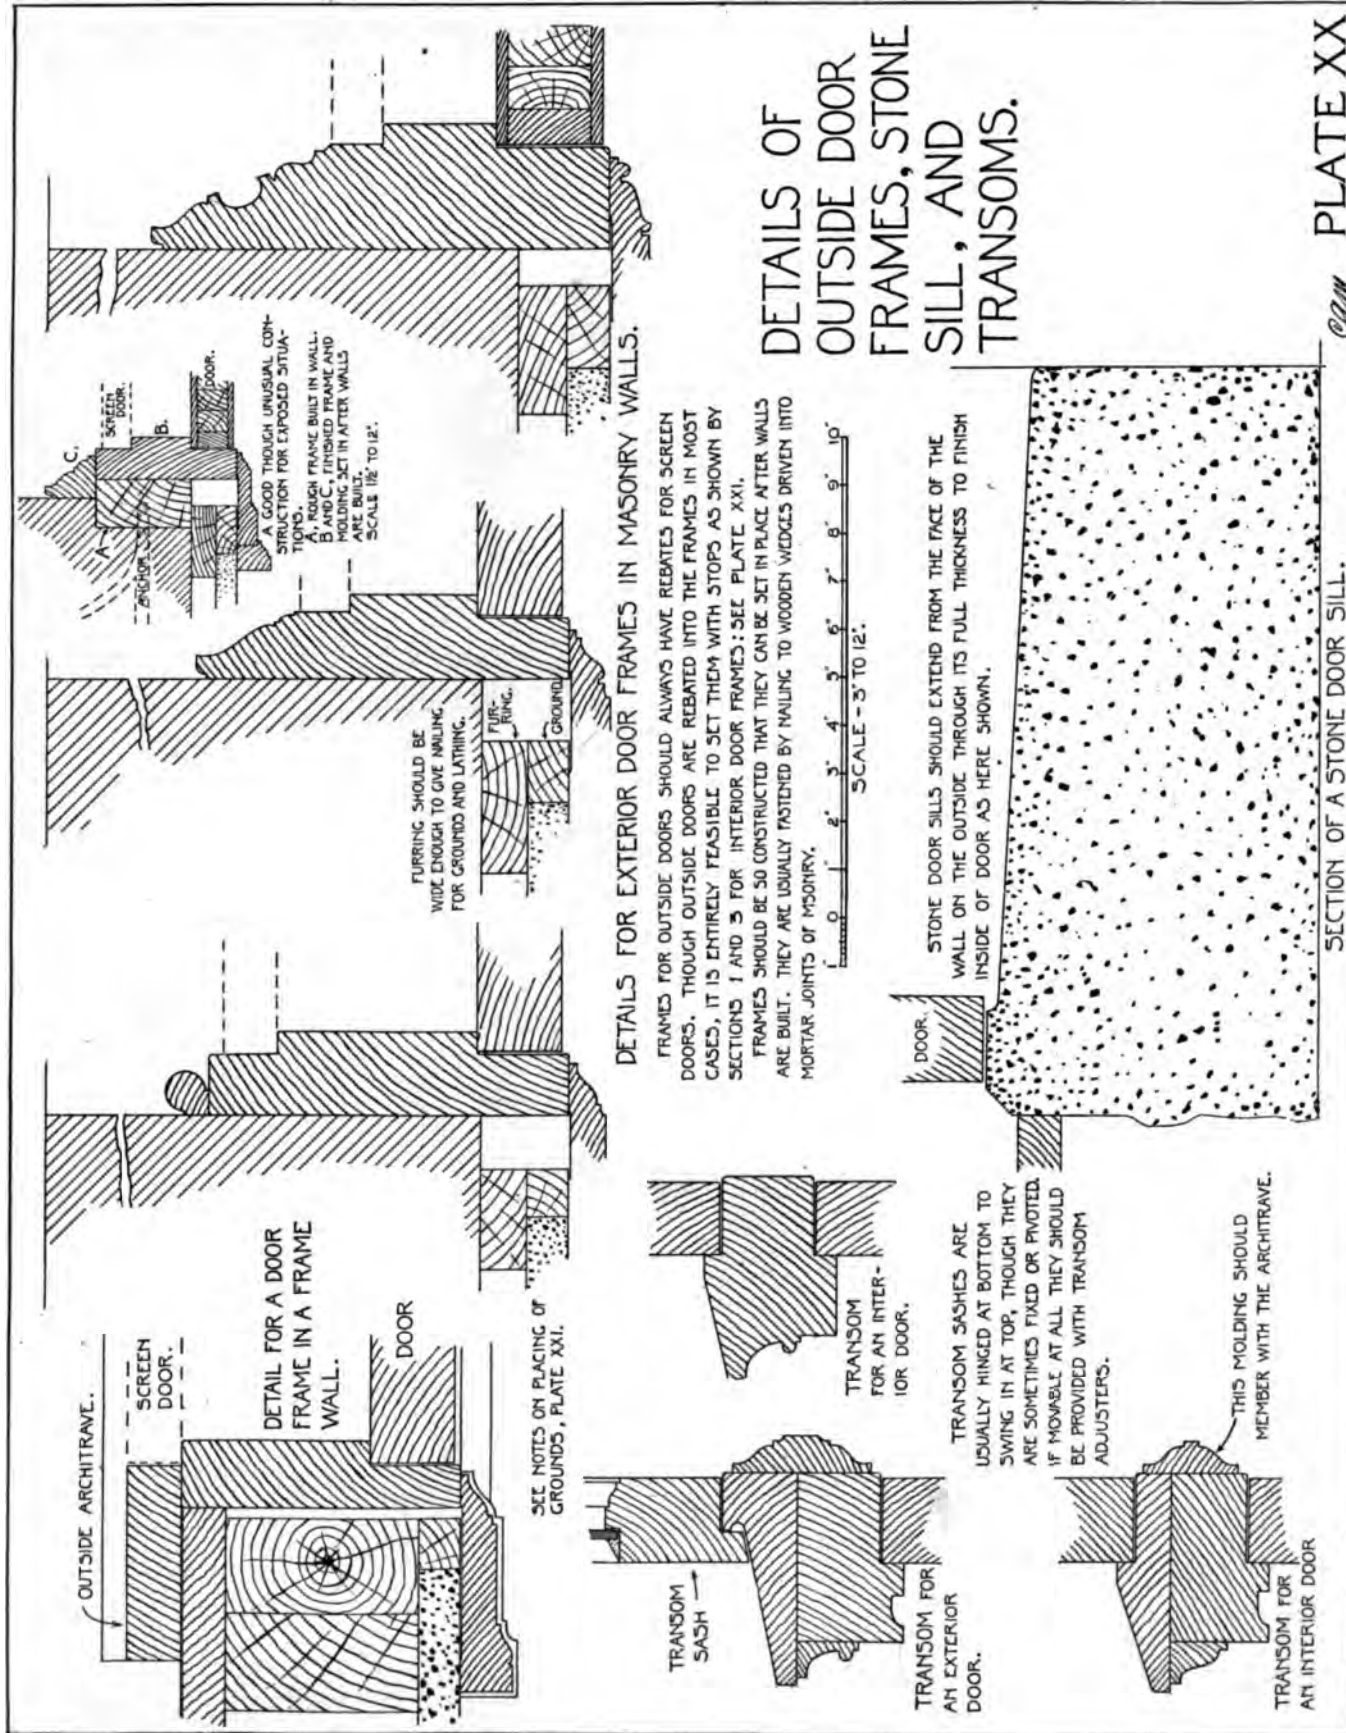 OUTSIDE ARCHITRAVE.
SCREEN
DOOR.
DETAIL FOR A DOOR
FRAME IN A FRAME
WALL.
DOOR
SEE NOTES ON PLACING OF
GROUNDS, PLATE XXI.
FURRING SHOULD BE
WIDE ENOUGH TO GIVE NAILING
FOR GROUNDS AND LATHING.
FUR-
RING.
GROUND
A
ANCHOR
C.
SCREEN
DOOR.
B.
DOOR.
A GOOD THOUGH UNUSUAL CON-
STRUCTION FOR EXPOSED SITUA-
TIONS.
A, ROUGH FRAME BUILT IN WALL.
B AND C, FINISHED FRAME AND
MOLDING SET IN AFTER WALLS
ARE BUILT.
SCALE 1½" TO 12".
DETAILS FOR EXTERIOR DOOR FRAMES IN MASONRY WALLS.
FRAMES FOR OUTSIDE DOORS SHOULD ALWAYS HAVE REBATES FOR SCREEN
DOORS. THOUGH OUTSIDE DOORS ARE REBATED INTO THE FRAMES IN MOST
CASES, IT IS ENTIRELY FEASIBLE TO SET THEM WITH STOPS AS SHOWN BY
SECTIONS 1 AND 3 FOR INTERIOR DOOR FRAMES: SEE PLATE XXI.
FRAMES SHOULD BE SO CONSTRUCTED THAT THEY CAN BE SET IN PLACE AFTER WALLS
ARE BUILT. THEY ARE USUALLY FASTENED BY NAILING TO WOODEN WEDGES DRIVEN INTO
MORTAR JOINTS OF MSONRY.
1" 0 1" 2" 3" 4" 5" 6" 7" 8" 9" 10"
SCALE - 3" TO 12".
DETAILS OF
OUTSIDE DOOR
FRAMES, STONE
SILL, AND
TRANSOMS.
TRANSOM
SASH
TRANSOM FOR
AN EXTERIOR
DOOR.
TRANSOM
FOR AN INTER-
IOR DOOR.
TRANSOM SASHES ARE
USUALLY HINGED AT BOTTOM TO
SWING IN AT TOP, THOUGH THEY
ARE SOMETIMES FIXED OR PIVOTED.
IF MOVABLE AT ALL THEY SHOULD
BE PROVIDED WITH TRANSOM
ADJUSTERS.
THIS MOLDING SHOULD
MEMBER WITH THE ARCHITRAVE.
TRANSOM FOR
AN INTERIOR DOOR
DOOR.
STONE DOOR SILLS SHOULD EXTEND FROM THE FACE OF THE
WALL ON THE OUTSIDE THROUGH ITS FULL THICKNESS TO FINISH
INSIDE OF DOOR AS HERE SHOWN.
SECTION OF A STONE DOOR SILL.
PLATE XX